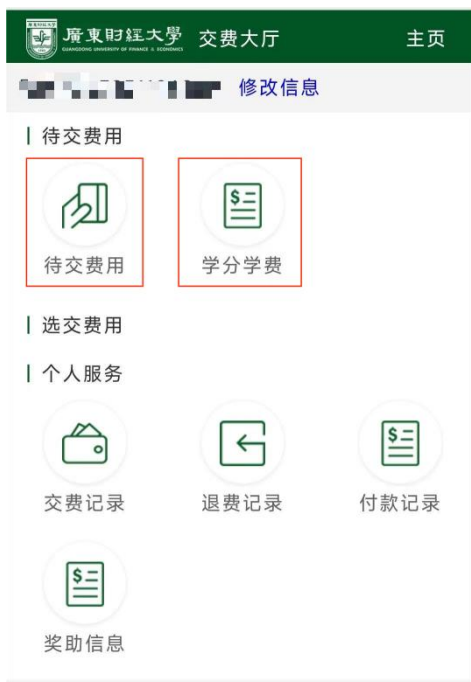 廣東財經大學 交费大厅 主页
GUANGDONG UNIVERSITY OF FINANCE & ECONOMICS
修改信息
待交费用
待交费用 学分学费
选交费用
个人服务
交费记录 退费记录 付款记录
奖助信息